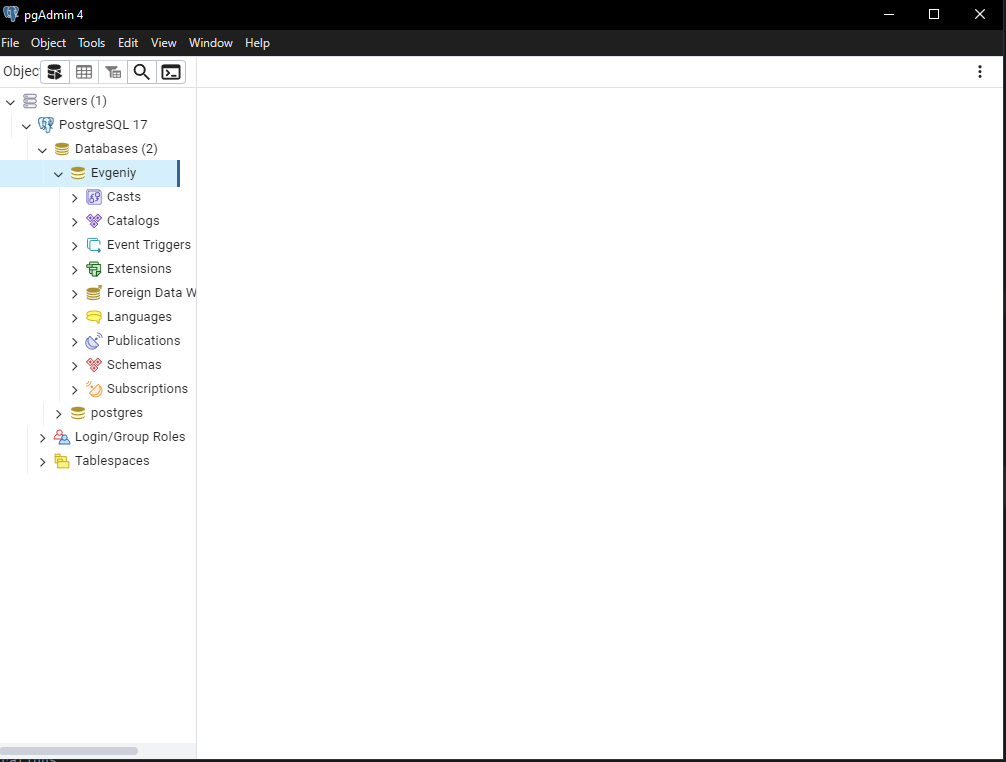 pgAdmin 4
File Object Tools Edit View Window Help
Objec
Servers (1)
PostgreSQL 17
Databases (2)
Evgeniy
Casts
Catalogs
Event Triggers
Extensions
Foreign Data W
Languages
Publications
Schemas
Subscriptions
postgres
Login/Group Roles
Tablespaces